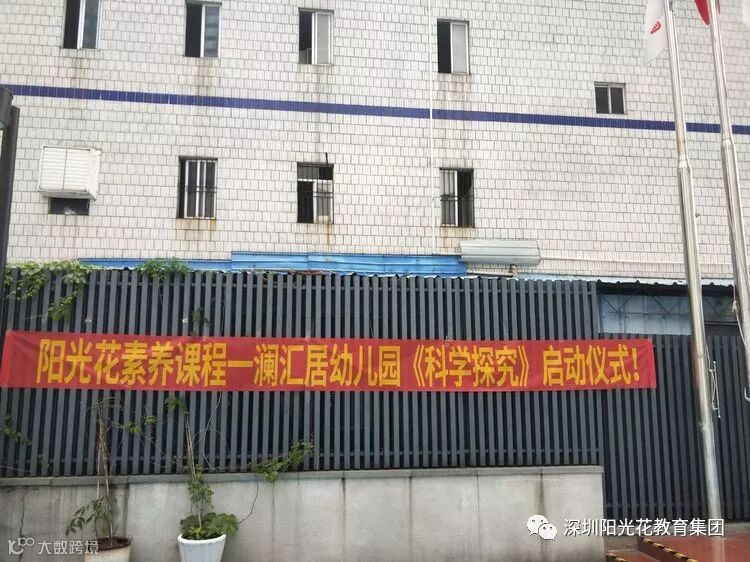 阳光花素养课程一澜汇居幼儿园《科学探究》启动仪式！
深圳阳光花教育集团
大数跨境